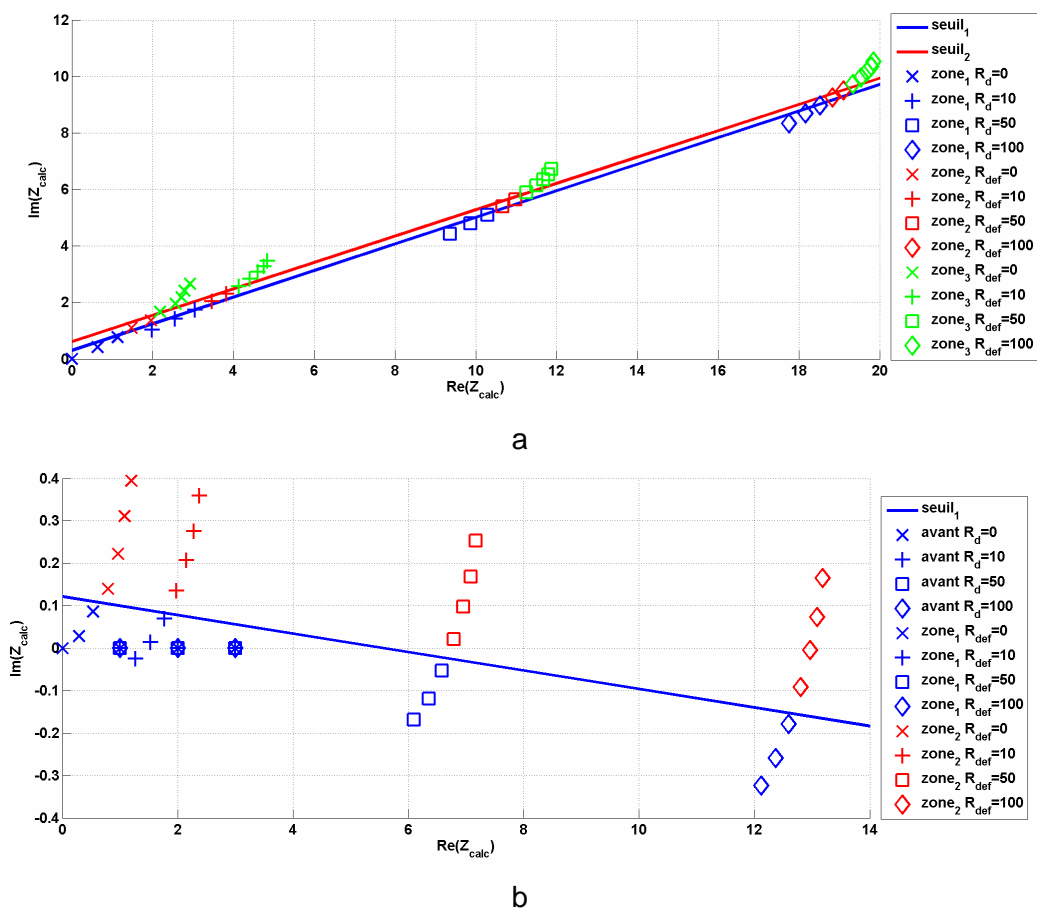 12
10
8
6
4
2
0
0 2 4 6 8 10 12 14 16 18 20
Im(Zcalc)
Re(Zcalc)
seuil1
seuil2
zone1 Rd=0
zone1 Rd=10
zone1 Rd=50
zone1 Rd=100
zone2 Rdef=0
zone2 Rdef=10
zone2 Rdef=50
zone2 Rdef=100
zone3 Rdef=0
zone3 Rdef=10
zone3 Rdef=50
zone3 Rdef=100
a
0.4
0.3
0.2
0.1
0
-0.1
-0.2
-0.3
-0.4
0 2 4 6 8 10 12 14
Im(Zcalc)
Re(Zcalc)
seuil1
avant Rd=0
avant Rd=10
avant Rd=50
avant Rd=100
zone1 Rdef=0
zone1 Rdef=10
zone1 Rdef=50
zone1 Rdef=100
zone2 Rdef=0
zone2 Rdef=10
zone2 Rdef=50
zone2 Rdef=100
b